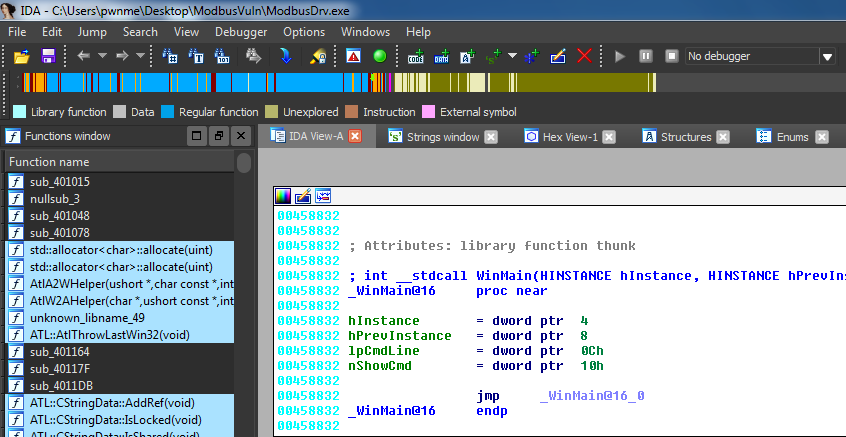 IDA - C:\Users\pwnme\Desktop\ModbusVuln\ModbusDrv.exe
File Edit Jump Search View Debugger Options Windows Help
No debugger
Library function Data Regular function Unexplored Instruction External symbol
Functions window
IDA View-A Strings window Hex View-1 Structures Enums
Function name
sub_401015
nullsub_3
sub_401048
sub_401078
std::allocator<char>::allocate(uint)
std::allocator<char>::allocate(uint)
AtlA2WHelper(ushort *,char const *,int
AtlW2AHelper(char *,ushort const *,int
unknown_libname_49
ATL::AtlThrowLastWin32(void)
sub_401164
sub_40117F
sub_4011DB
ATL::CStringData::AddRef(void)
ATL::CStringData::IsLocked(void)
ATL::CStringData::IsShared(void)
00458832
00458832
00458832 ; Attributes: library function thunk
00458832
00458832 ; int __stdcall WinMain(HINSTANCE hInstance, HINSTANCE hPrevIns
00458832 _WinMain@16 proc near
00458832
00458832 hInstance = dword ptr 4
00458832 hPrevInstance = dword ptr 8
00458832 lpCmdLine = dword ptr 0Ch
00458832 nShowCmd = dword ptr 10h
00458832
00458832 jmp _WinMain@16_0
00458832 _WinMain@16 endp
00458832